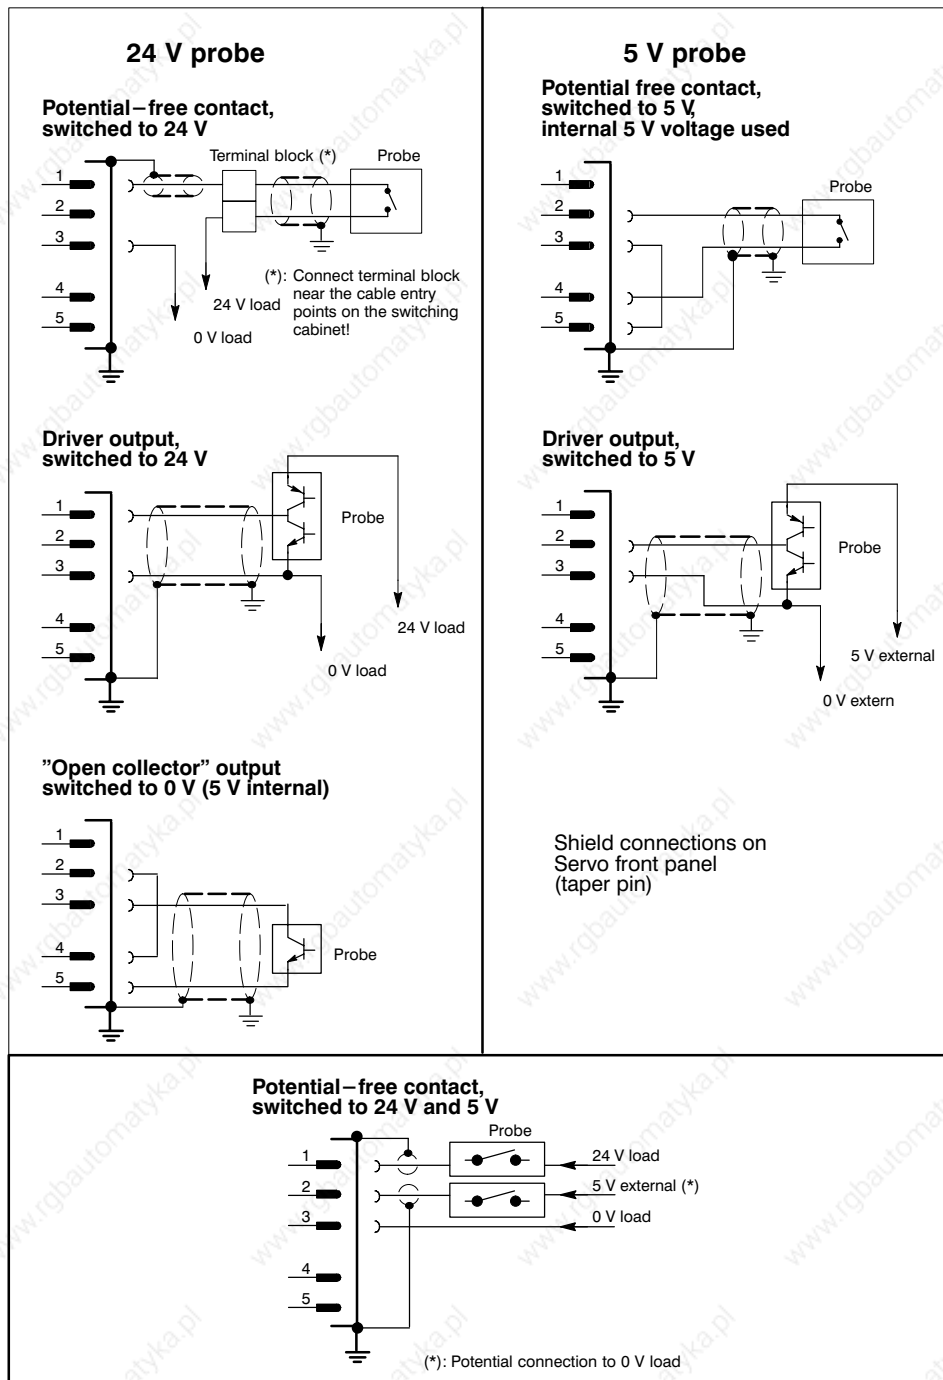 24 V probe
Potential–free contact,
switched to 24 V
Terminal block (*)
Probe
1
2
3
4
5
(*): Connect terminal block
near the cable entry
points on the switching
cabinet!
24 V load
0 V load
Driver output,
switched to 24 V
1
2
3
4
5
Probe
24 V load
0 V load
”Open collector” output
switched to 0 V (5 V internal)
1
2
3
4
5
Probe
5 V probe
Potential free contact,
switched to 5 V,
internal 5 V voltage used
1
2
3
4
5
Probe
Driver output,
switched to 5 V
1
2
3
4
5
Probe
5 V external
0 V extern
Shield connections on
Servo front panel
(taper pin)
Potential–free contact,
switched to 24 V and 5 V
Probe
1
2
3
4
5
24 V load
5 V external (*)
0 V load
(*): Potential connection to 0 V load
www.rgbautomatyka.pl